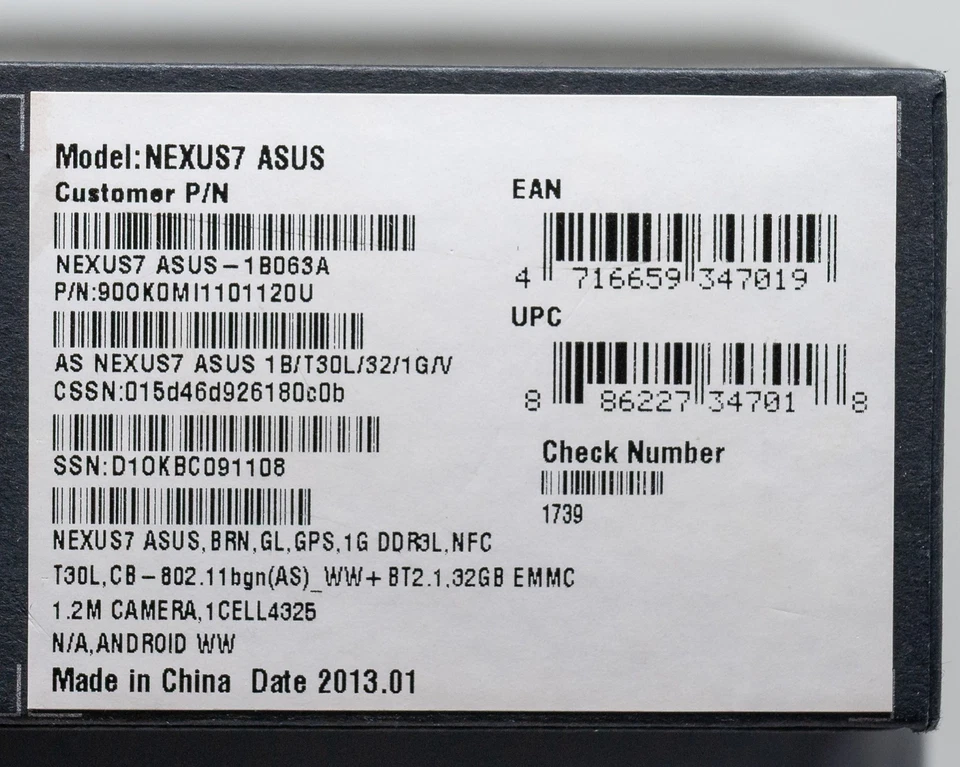 Model:NEXUS7 ASUS
Customer P/N
NEXUS7 ASUS-1B063A
P/N:90OK0MI1101120U
AS NEXUS7 ASUS 1B/T30L/32/1G/V
CSSN:015d46d926180c0b
SSN:D1OKBC091108
NEXUS7 ASUS,BRN,GL,GPS,1G DDR3L,NFC
T30L,CB-802.11bgn(AS)_WW+BT2.1,32GB EMMC
1.2M CAMERA,1CELL4325
N/A,ANDROID WW
Made in China Date 2013.01
EAN
4 716659 347019
UPC
8 86227 34701 8
Check Number
1739